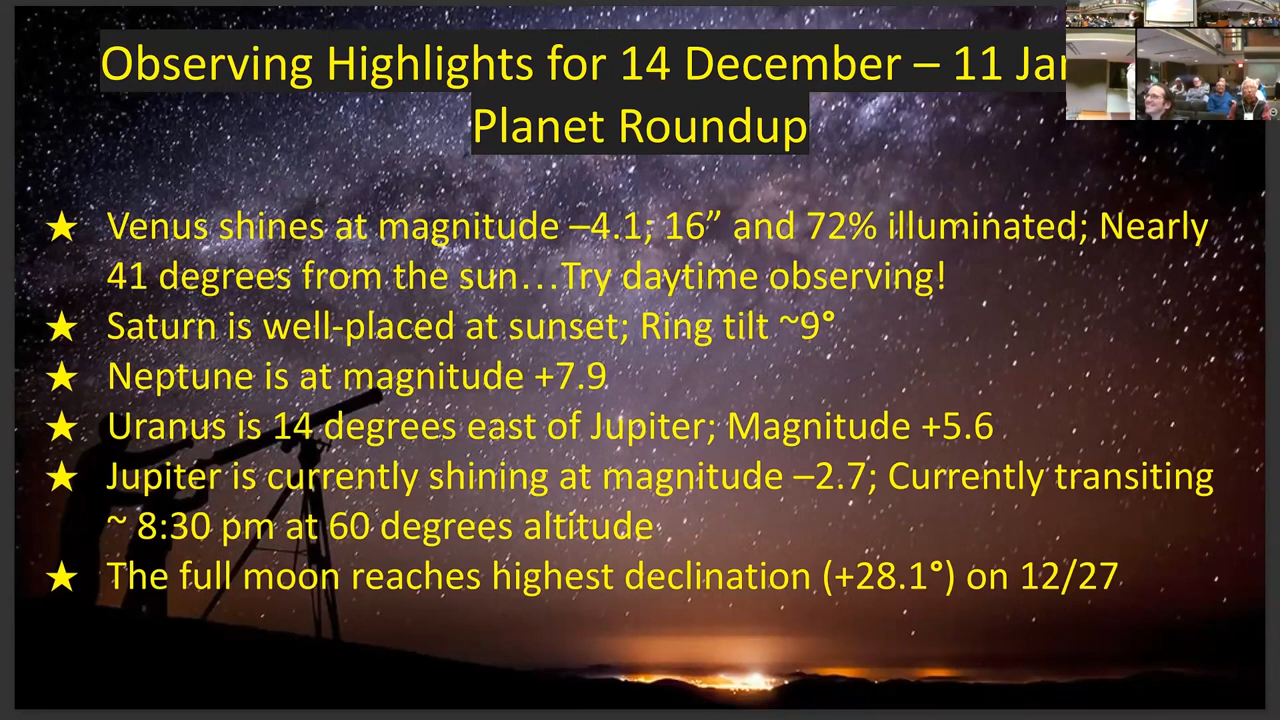 Observing Highlights for 14 December – 11
Planet Roundup
★ Venus shines at magnitude –4.1; 16” and 72% illuminated; Nearly
41 degrees from the sun…Try daytime observing!
★ Saturn is well-placed at sunset; Ring tilt ~9°
★ Neptune is at magnitude +7.9
★ Uranus is 14 degrees east of Jupiter; Magnitude +5.6
★ Jupiter is currently shining at magnitude –2.7; Currently transiting
~ 8:30 pm at 60 degrees altitude
★ The full moon reaches highest declination (+28.1°) on 12/27